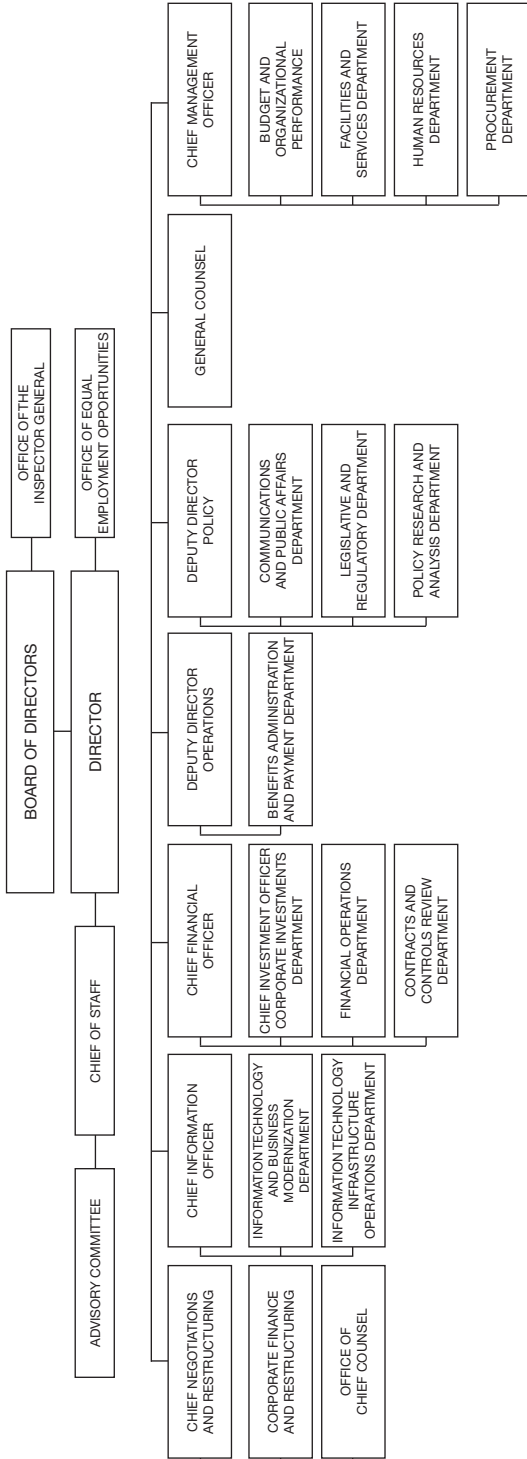 BOARD OF DIRECTORS
OFFICE OF THE
INSPECTOR GENERAL
ADVISORY COMMITTEE
CHIEF OF STAFF
DIRECTOR
OFFICE OF EQUAL
EMPLOYMENT OPPORTUNITIES
CHIEF NEGOTIATIONS
AND RESTRUCTURING
CORPORATE FINANCE
AND RESTRUCTURING
OFFICE OF
CHIEF COUNSEL
CHIEF INFORMATION
OFFICER
INFORMATION TECHNOLOGY
AND BUSINESS
MODERNIZATION
DEPARTMENT
INFORMATION TECHNOLOGY
INFRASTRUCTURE
OPERATIONS DEPARTMENT
CHIEF FINANCIAL
OFFICER
CHIEF INVESTMENT OFFICER
CORPORATE INVESTMENTS
DEPARTMENT
FINANCIAL OPERATIONS
DEPARTMENT
CONTRACTS AND
CONTROLS REVIEW
DEPARTMENT
DEPUTY DIRECTOR
OPERATIONS
BENEFITS ADMINISTRATION
AND PAYMENT DEPARTMENT
DEPUTY DIRECTOR
POLICY
COMMUNICATIONS
AND PUBLIC AFFAIRS
DEPARTMENT
LEGISLATIVE AND
REGULATORY DEPARTMENT
POLICY RESEARCH AND
ANALYSIS DEPARTMENT
GENERAL COUNSEL
CHIEF MANAGEMENT
OFFICER
BUDGET AND
ORGANIZATIONAL
PERFORMANCE
FACILITIES AND
SERVICES DEPARTMENT
HUMAN RESOURCES
DEPARTMENT
PROCUREMENT
DEPARTMENT